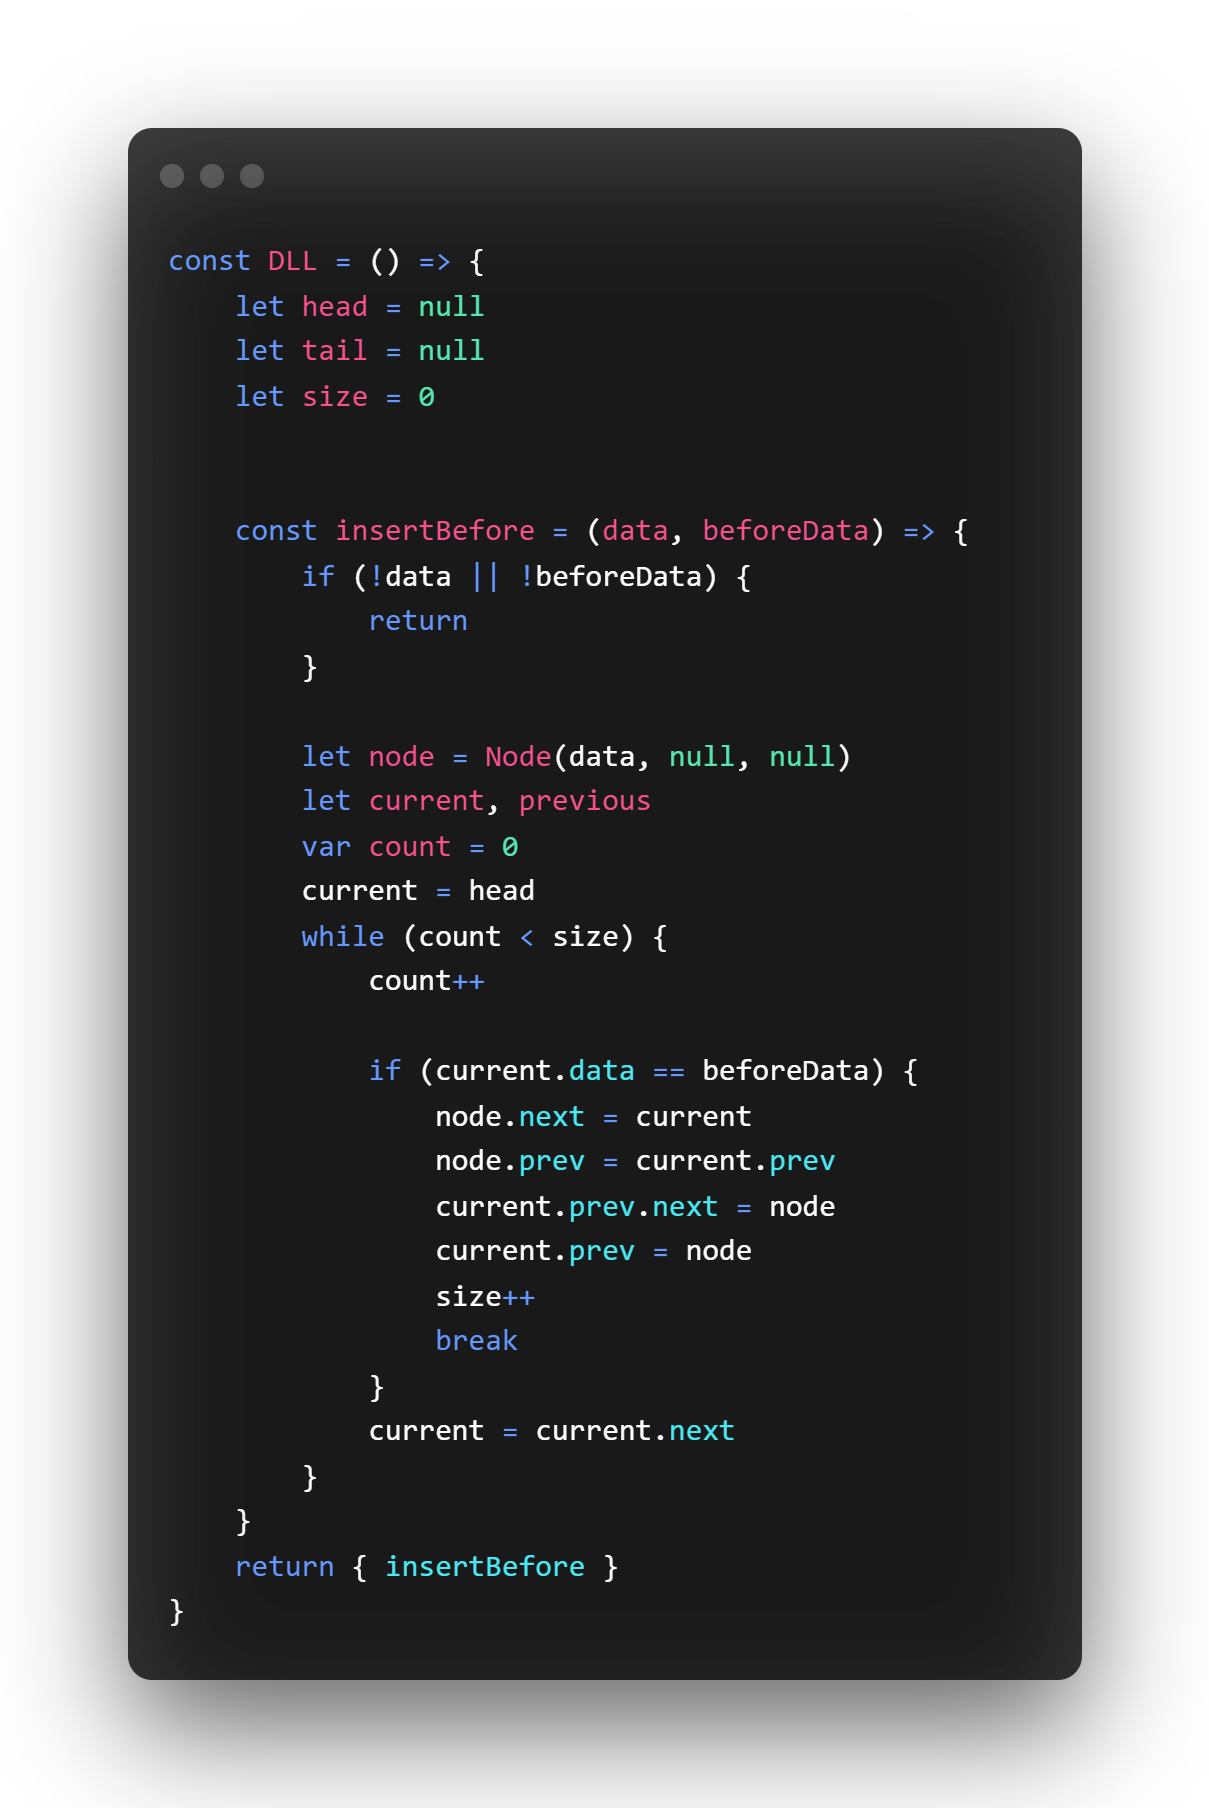 const DLL = () => {
    let head = null
    let tail = null
    let size = 0


    const insertBefore = (data, beforeData) => {
        if (!data || !beforeData) {
            return
        }

        let node = Node(data, null, null)
        let current, previous
        var count = 0
        current = head
        while (count < size) {
            count++

            if (current.data == beforeData) {
                node.next = current
                node.prev = current.prev
                current.prev.next = node
                current.prev = node
                size++
                break
            }
            current = current.next
        }
    }
    return { insertBefore }
}